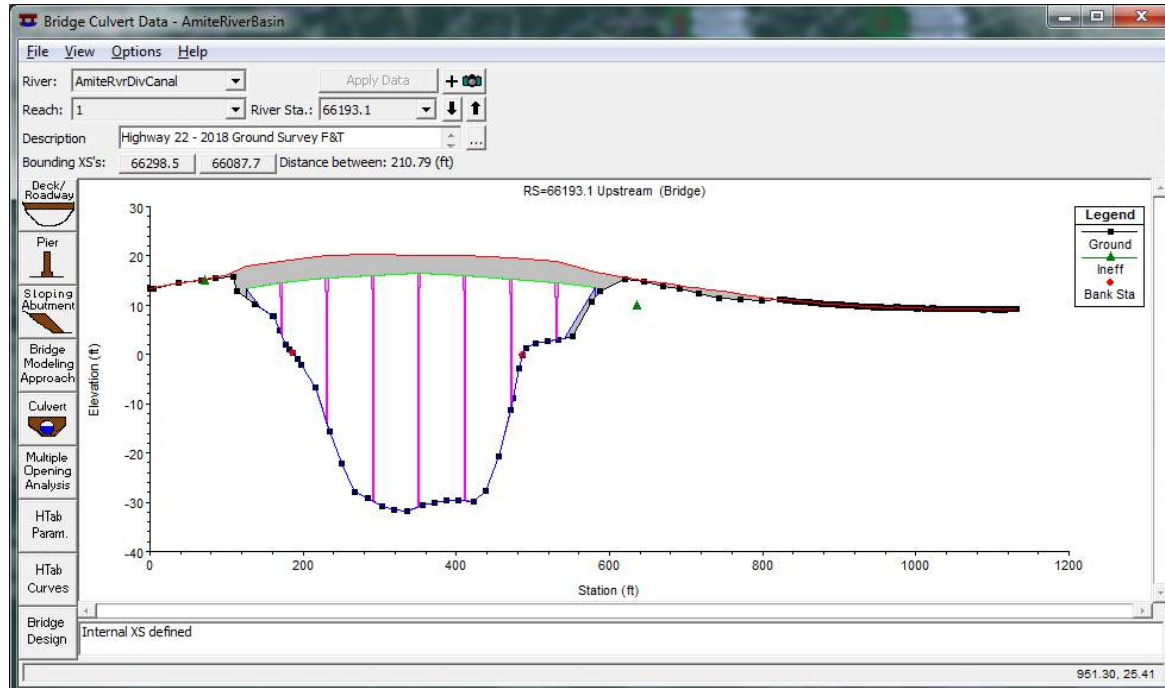 Bridge Culvert Data - AmiteRiverBasin
File View Options Help
River: AmiteRvrDivCanal Apply Data
Reach: 1 River Sta.: 66193.1
Description Highway 22 - 2018 Ground Survey F&T ...
Bounding XS's: 66298.5 66087.7 Distance between: 210.79 (ft)
Deck/
Roadway
Pier
Sloping
Abutment
Bridge
Modeling
Approach
Culvert
Multiple
Opening
Analysis
HTab
Param.
HTab
Curves
Bridge
Design
RS=66193.1 Upstream (Bridge)
30
20
10
0
-10
-20
-30
-40
Elevation (ft)
0 200 400 600 800 1000 1200
Station (ft)
Legend
Ground
Ineff
Bank Sta
Internal XS defined
951.30, 25.41